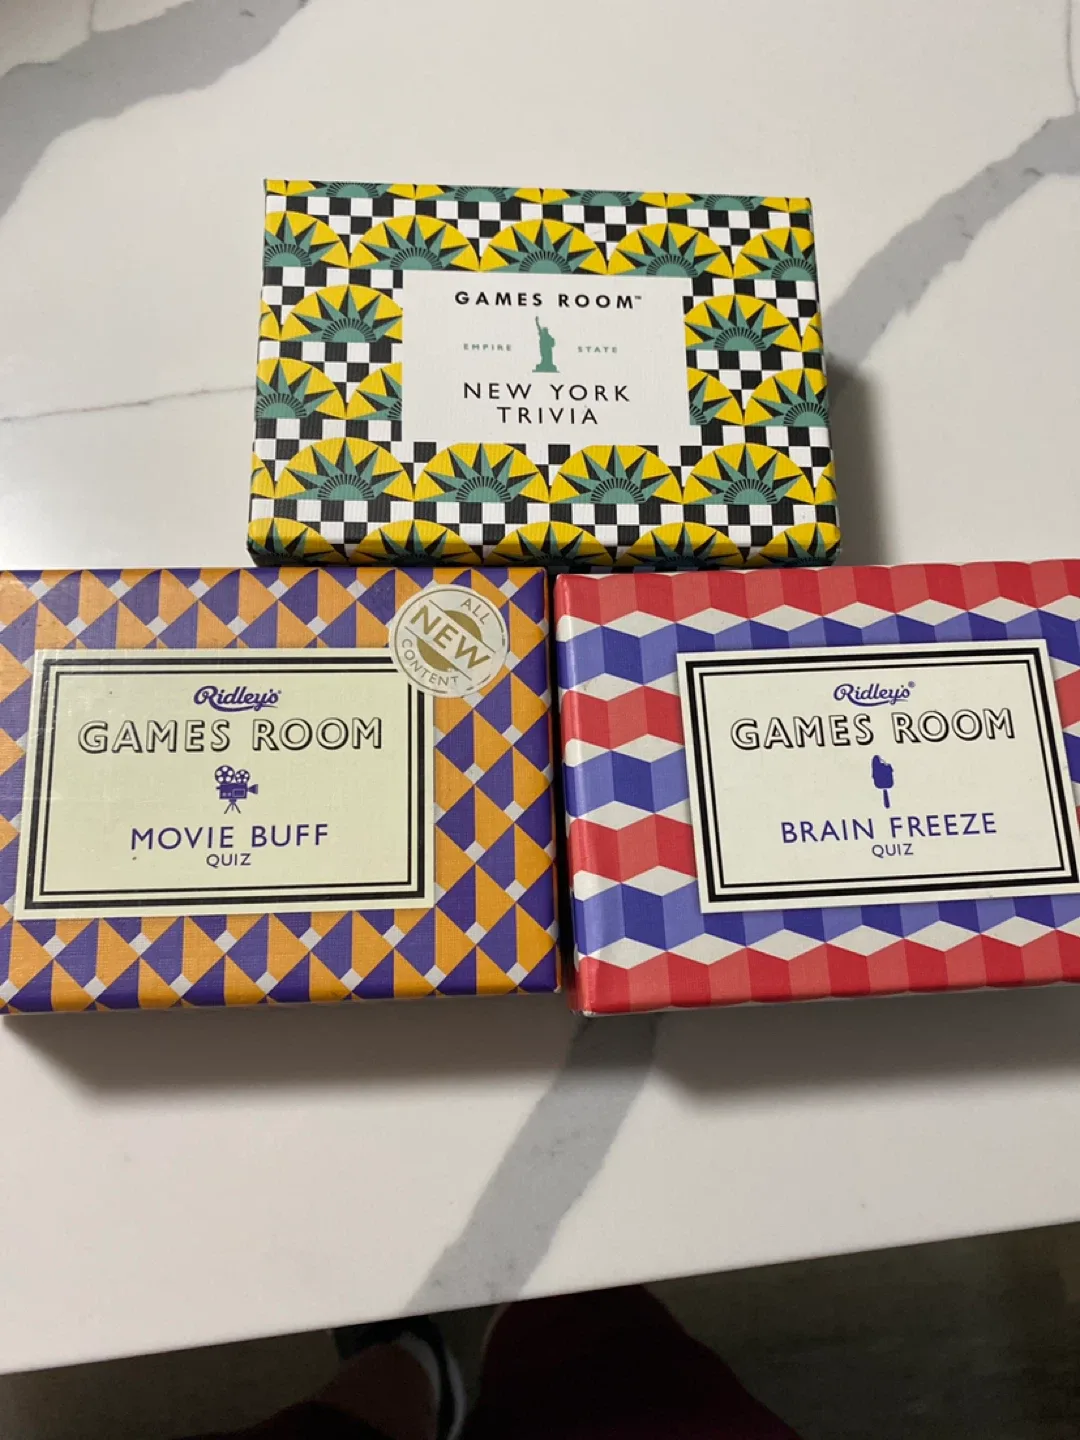 GAMES ROOM™
EMPIRE STATE
NEW YORK
TRIVIA
ALL
NEW
CONTENT
Ridley's®
GAMES ROOM
MOVIE BUFF
QUIZ
Ridley's®
GAMES ROOM
BRAIN FREEZE
QUIZ